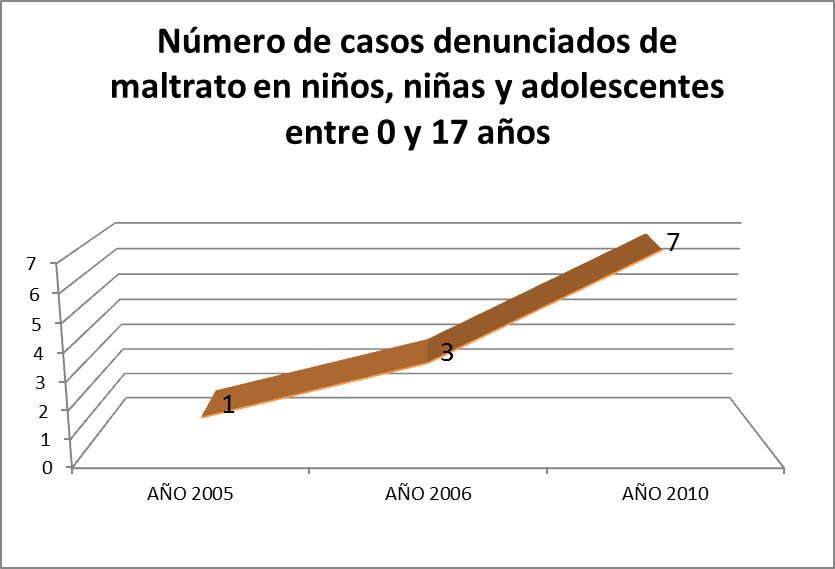 Número de casos denunciados de
maltrato en niños, niñas y adolescentes
entre 0 y 17 años
7
6
5
4
3
2
1
0
7
3
1
AÑO 2005 AÑO 2006 AÑO 2010